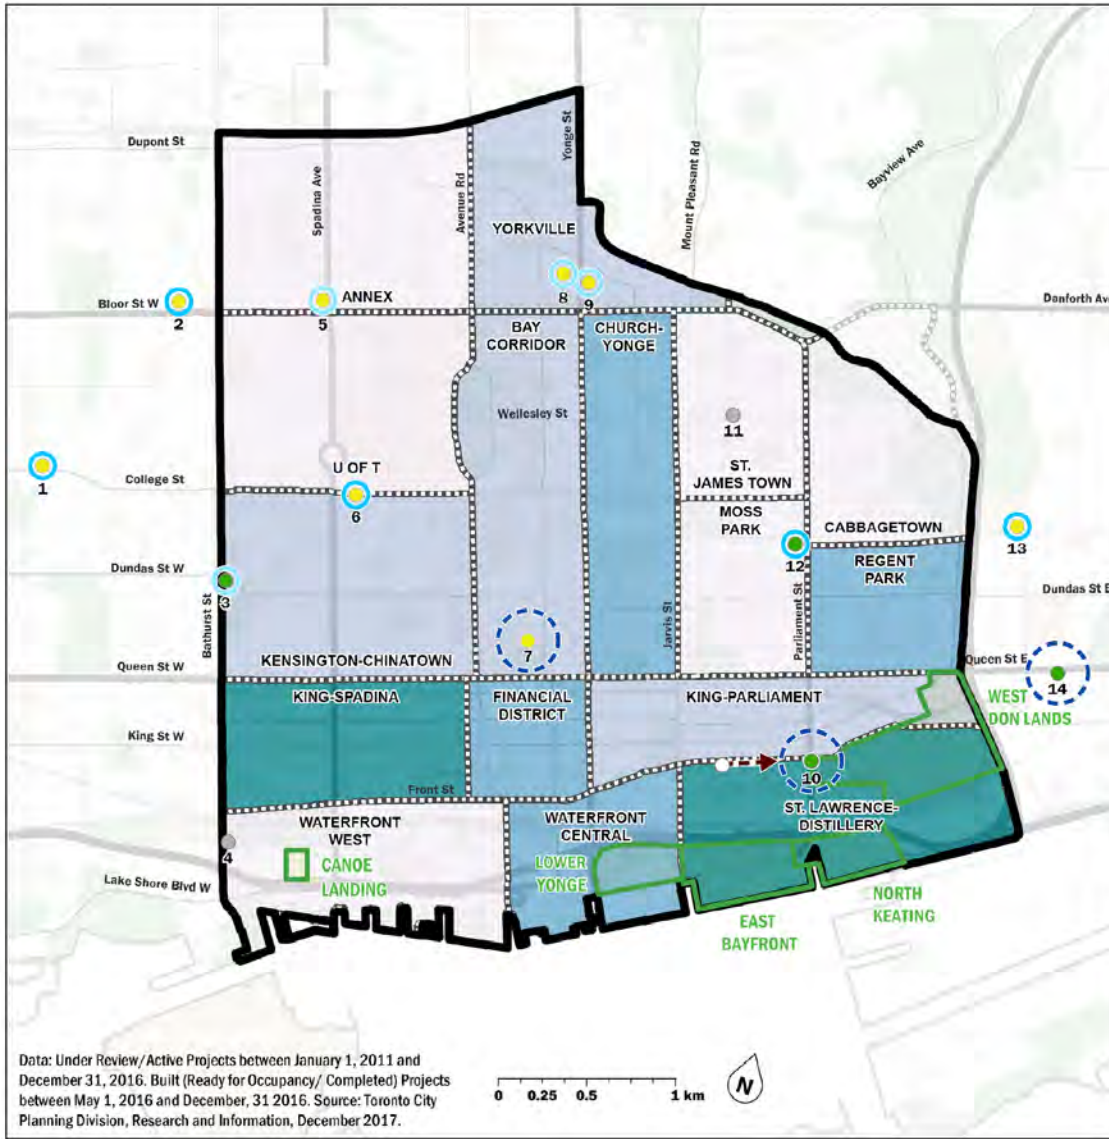 Dupont St
Spadina Ave
Avenue Rd
Yonge St
Mount Pleasant Rd
Bayview Ave
YORKVILLE
8
9
Bloor St W
2
5
ANNEX
Danforth Av
BAY
CORRIDOR
CHURCH-
YONGE
Wellesley St
11
1
College St
U OF T
6
ST.
JAMES TOWN
MOSS
PARK
12
CABBAGETOWN
13
REGENT
PARK
Dundas St W
3
Bathurst St
Jarvis St
Parliament St
Dundas St E
7
Queen St W
KENSINGTON-CHINATOWN
Queen St E
14
KING-SPADINA
FINANCIAL
DISTRICT
KING-PARLIAMENT
WEST
DON LANDS
King St W
10
Front St
WATERFRONT
WEST
WATERFRONT
CENTRAL
ST. LAWRENCE-
DISTILLERY
4
CANOE
LANDING
LOWER
YONGE
Lake Shore Blvd W
EAST
BAYFRONT
NORTH
KEATING
Data: Under Review/Active Projects between January 1, 2011 and
December 31, 2016. Built (Ready for Occupancy/ Completed) Projects
between May 1, 2016 and December, 31 2016. Source: Toronto City
Planning Division, Research and Information, December 2017.
0 0.25 0.5 1 km
N